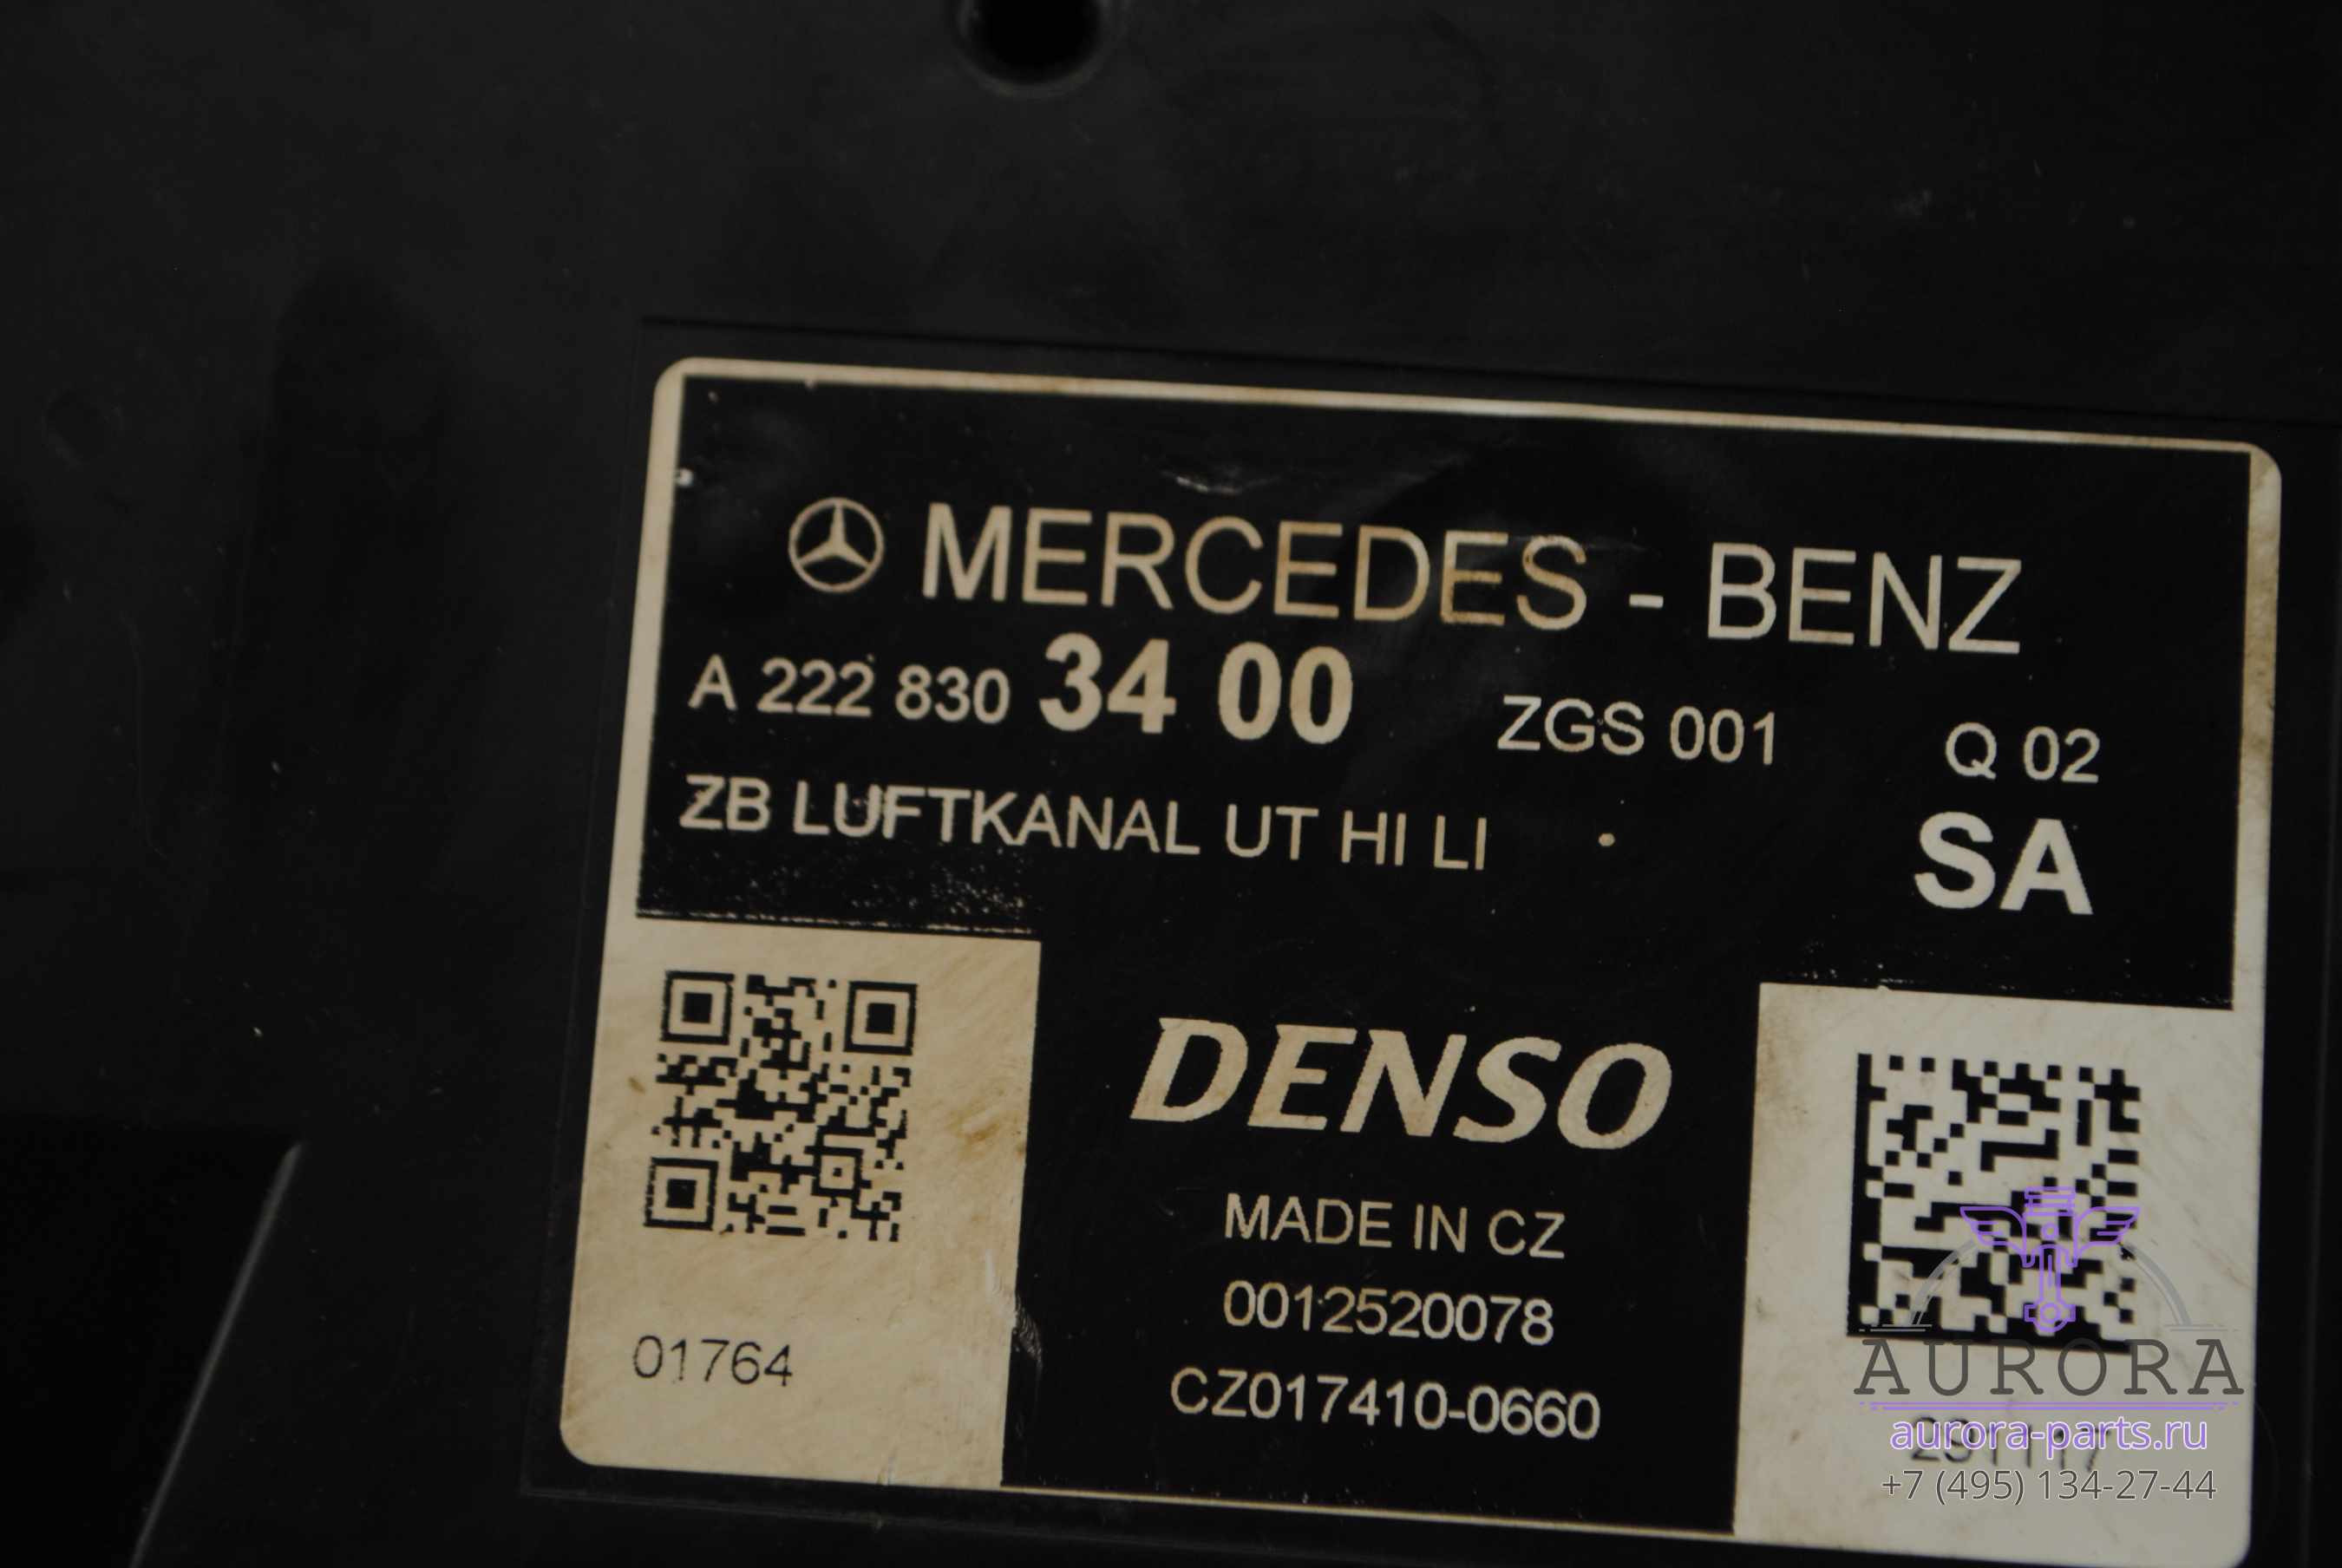 MERCEDES - BENZ
A 222 830 34 00 ZGS 001 Q 02
ZB LUFTKANAL UT HI LI SA
DENSO
MADE IN CZ
0012520078
CZ017410-0660
01764
AURORA
aurora-parts.ru
+7 (495) 134-27-44